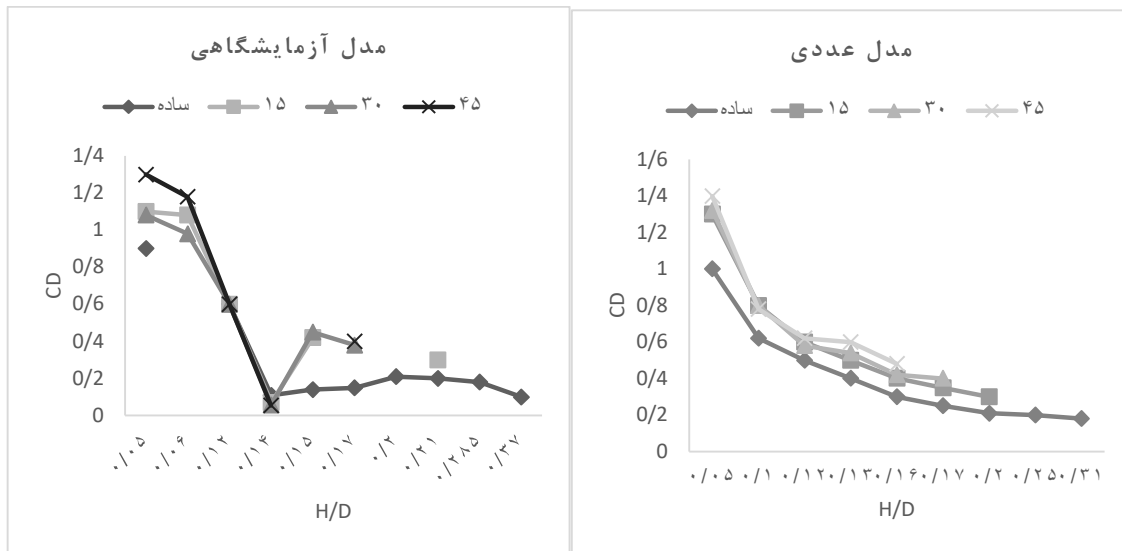 مدل آزمایشگاهی
ساده ۱۵ ۳۰ ۴۵
1/4
1/2
1
0/8
0/6
0/4
0/2
0
CD
۰/۰۵ ۰/۰۶ ۰/۱۲ ۰/۱۴ ۰/۱۵ ۰/۱۷ ۰/۲ ۰/۲۱ ۰/۲۸۵ ۰/۳۷
H/D
مدل عددی
ساده ۱۵ ۳۰ ۴۵
1/6
1/4
1/2
1
0/8
0/6
0/4
0/2
0
CD
۰/۰۵ ۰/۱ ۰/۱۲ ۰/۱۳ ۰/۱۶ ۰/۱۷ ۰/۲ ۰/۲۵ ۰/۳۱
H/D